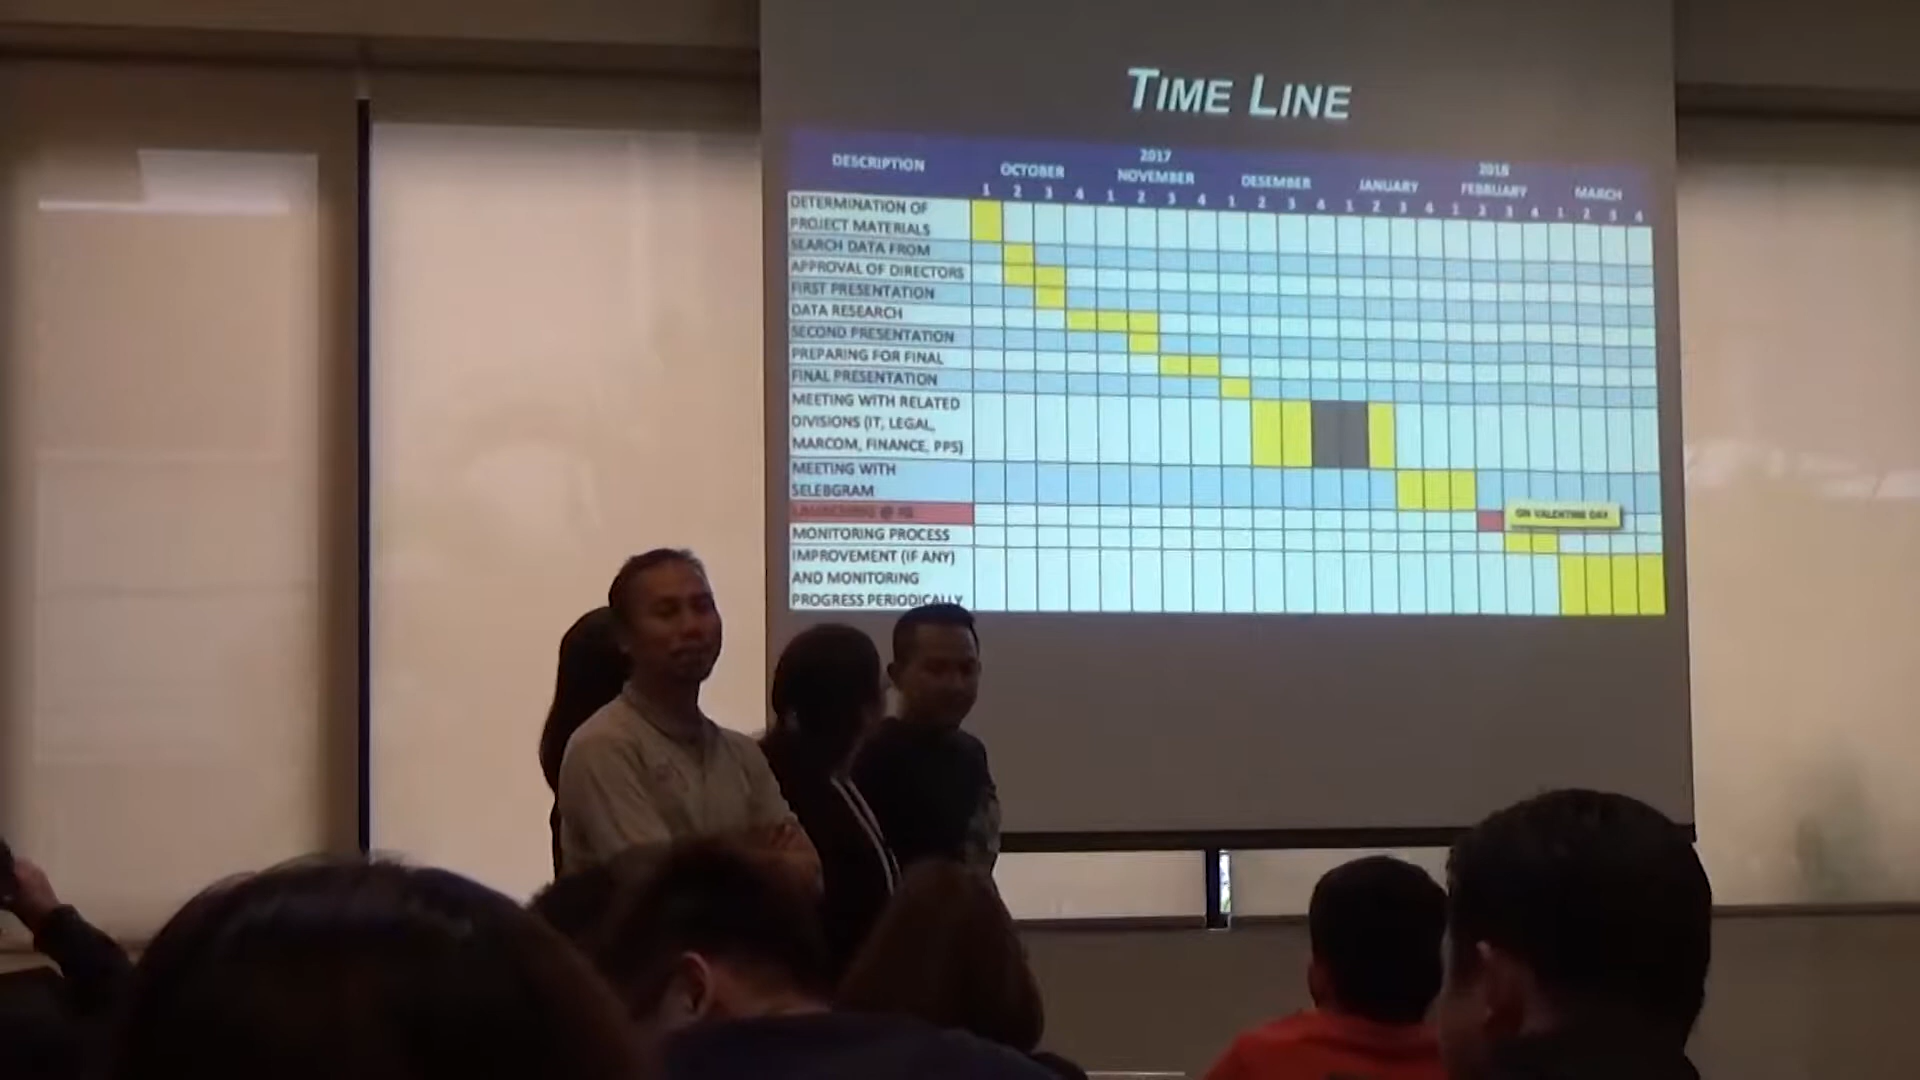 TIME LINE
DESCRIPTION
2017
2018
OCTOBER NOVEMBER DESEMBER JANUARY FEBRUARY MARCH
1 2 3 4 1 2 3 4 1 2 3 4 1 2 3 4 1 2 3 4 1 2 3 4
DETERMINATION OF
PROJECT MATERIALS
SEARCH DATA FROM
APPROVAL OF DIRECTORS
FIRST PRESENTATION
DATA RESEARCH
SECOND PRESENTATION
PREPARING FOR FINAL
FINAL PRESENTATION
MEETING WITH RELATED
DIVISIONS (IT, LEGAL,
MARCOM, FINANCE, PPS)
MEETING WITH
SELEBGRAM
LAUNCHING @ IG
ON VALENTINE DAY
MONITORING PROCESS
IMPROVEMENT (IF ANY)
AND MONITORING
PROGRESS PERIODICALLY